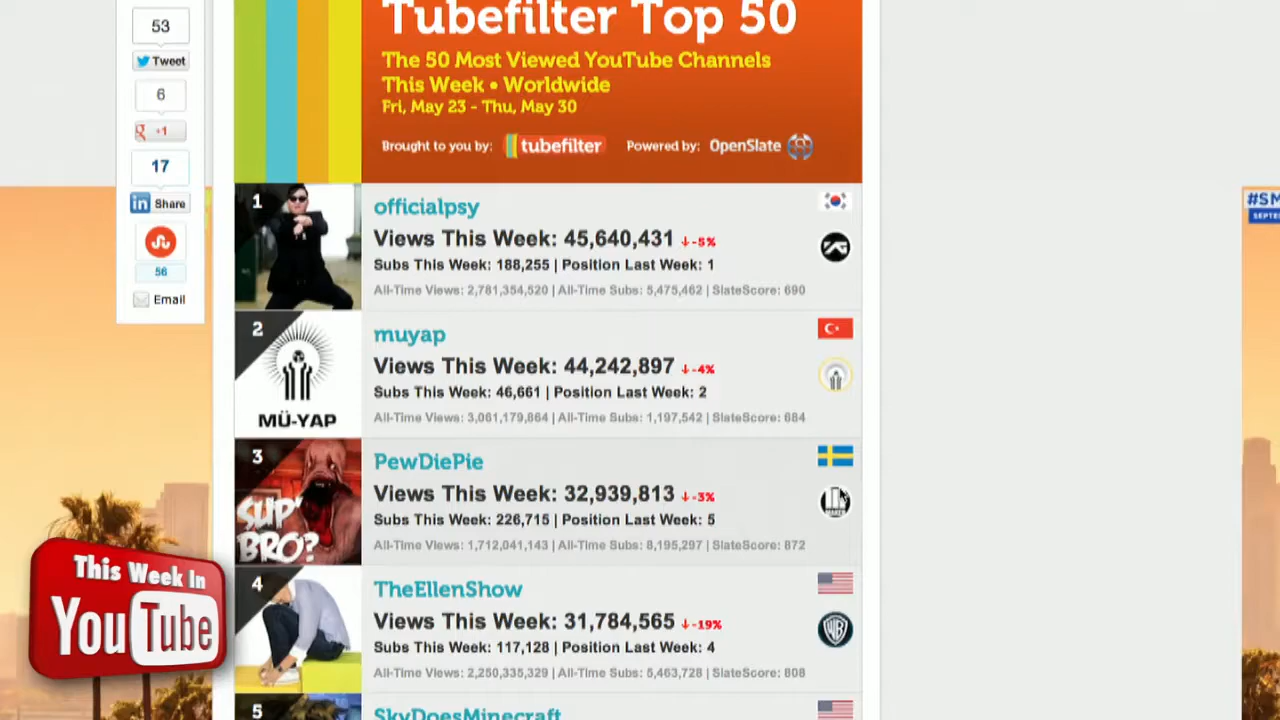 53
Tweet
6
+1
17
in Share
56
Email
Tubefilter Top 50
The 50 Most Viewed YouTube Channels
This Week • Worldwide
Fri, May 23 - Thu, May 30
Brought to you by: tubefilter Powered by: OpenSlate
1
officialpsy
Views This Week: 45,640,431 -5%
Subs This Week: 188,255 | Position Last Week: 1
All-Time Views: 2,781,354,520 | All-Time Subs: 5,475,462 | SlateScore: 690
2
MÜ-YAP
muyap
Views This Week: 44,242,897 -4%
Subs This Week: 46,661 | Position Last Week: 2
All-Time Views: 3,061,179,864 | All-Time Subs: 1,197,542 | SlateScore: 684
3
SUP'
BRO?
PewDiePie
Views This Week: 32,939,813 -3%
Subs This Week: 226,715 | Position Last Week: 5
All-Time Views: 1,712,041,143 | All-Time Subs: 8,195,297 | SlateScore: 872
4
TheEllenShow
Views This Week: 31,784,565 -19%
WB
Subs This Week: 117,128 | Position Last Week: 4
All-Time Views: 2,250,335,329 | All-Time Subs: 5,463,728 | SlateScore: 808
5
SkyDoesMinecraft
This Week In
YouTube
#SM
SEPTE